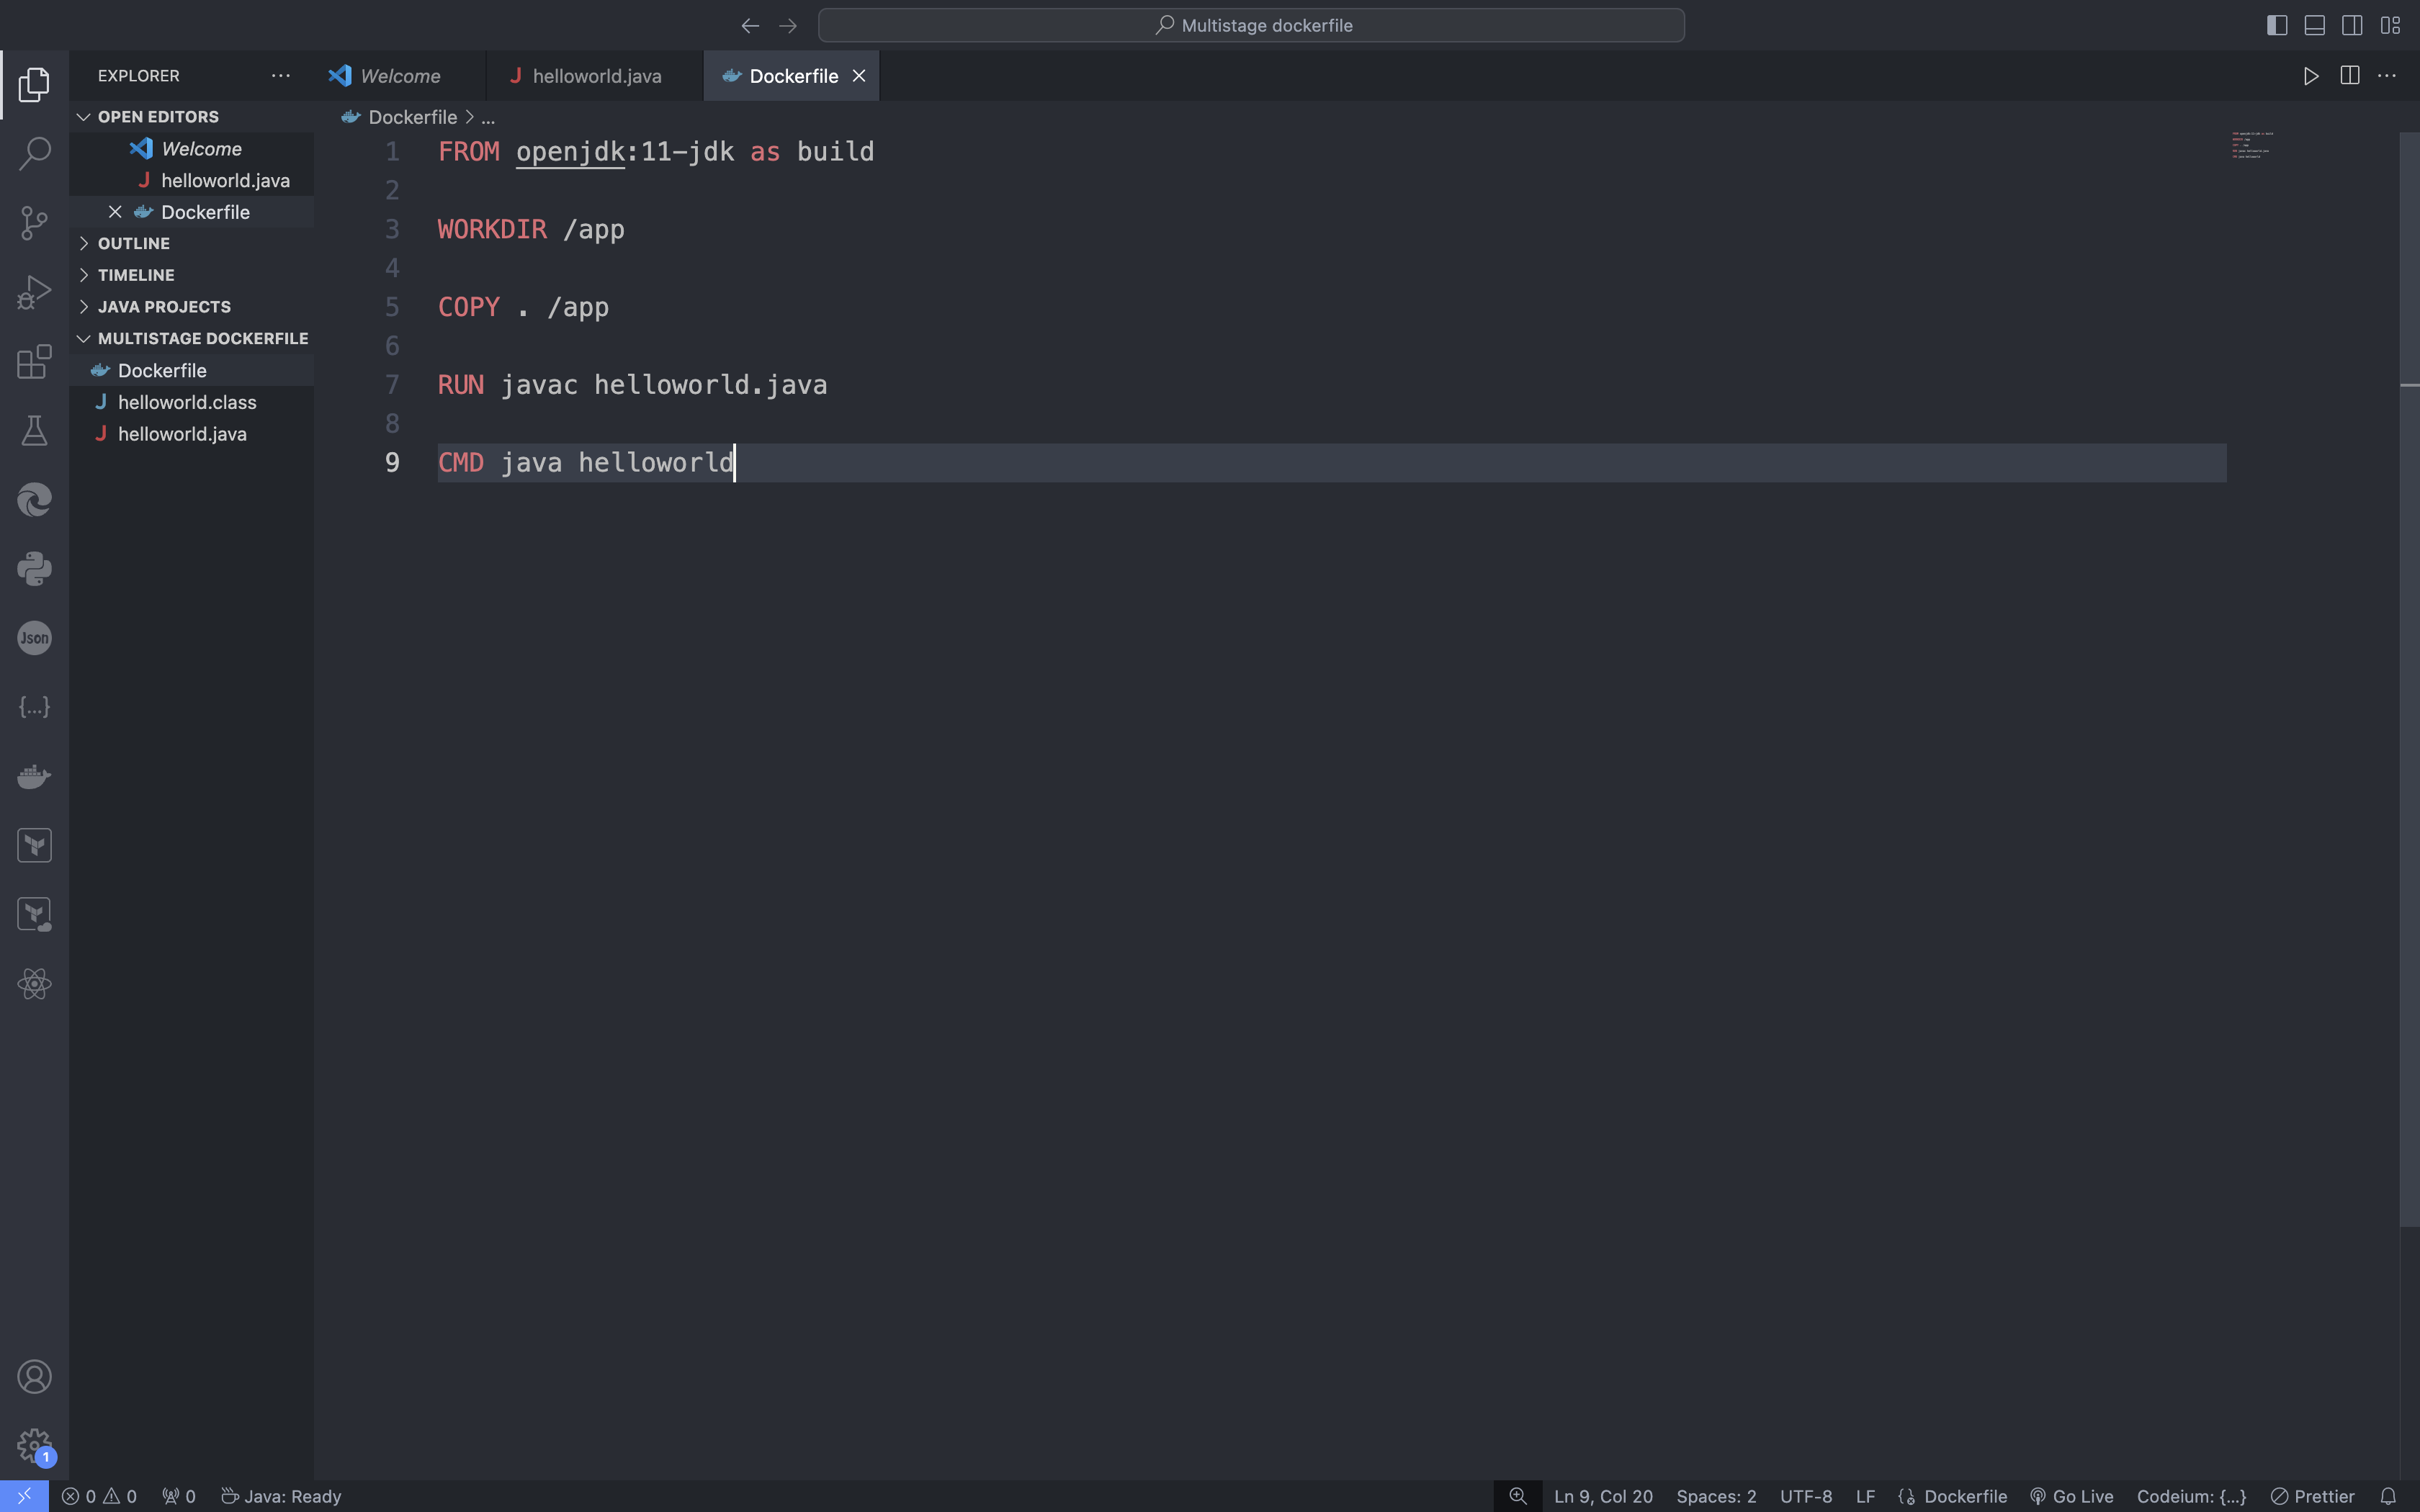 Multistage dockerfile
EXPLORER
Welcome
helloworld.java
Dockerfile
OPEN EDITORS
Welcome
helloworld.java
Dockerfile
OUTLINE
TIMELINE
JAVA PROJECTS
MULTISTAGE DOCKERFILE
Dockerfile
helloworld.class
helloworld.java
Json
{...}
1
Dockerfile > ...
1 FROM openjdk:11-jdk as build
2
3 WORKDIR /app
4
5 COPY . /app
6
7 RUN javac helloworld.java
8
9 CMD java helloworld
0 0 0 Java: Ready
Ln 9, Col 20 Spaces: 2 UTF-8 LF Dockerfile Go Live Codeium: {...} Prettier